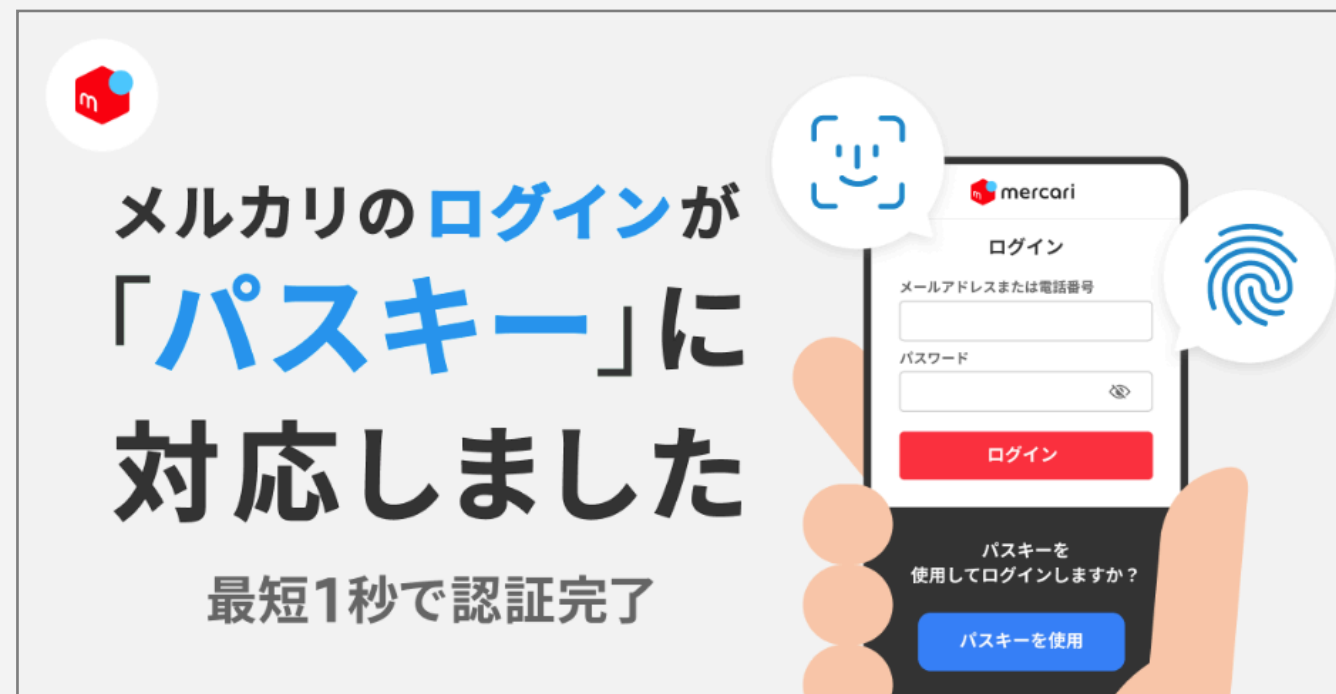 m
メルカリのログインが
「パスキー」に
対応しました
最短1秒で認証完了
m mercari
ログイン
メールアドレスまたは電話番号
パスワード
ログイン
パスキーを
使用してログインしますか？
パスキーを使用